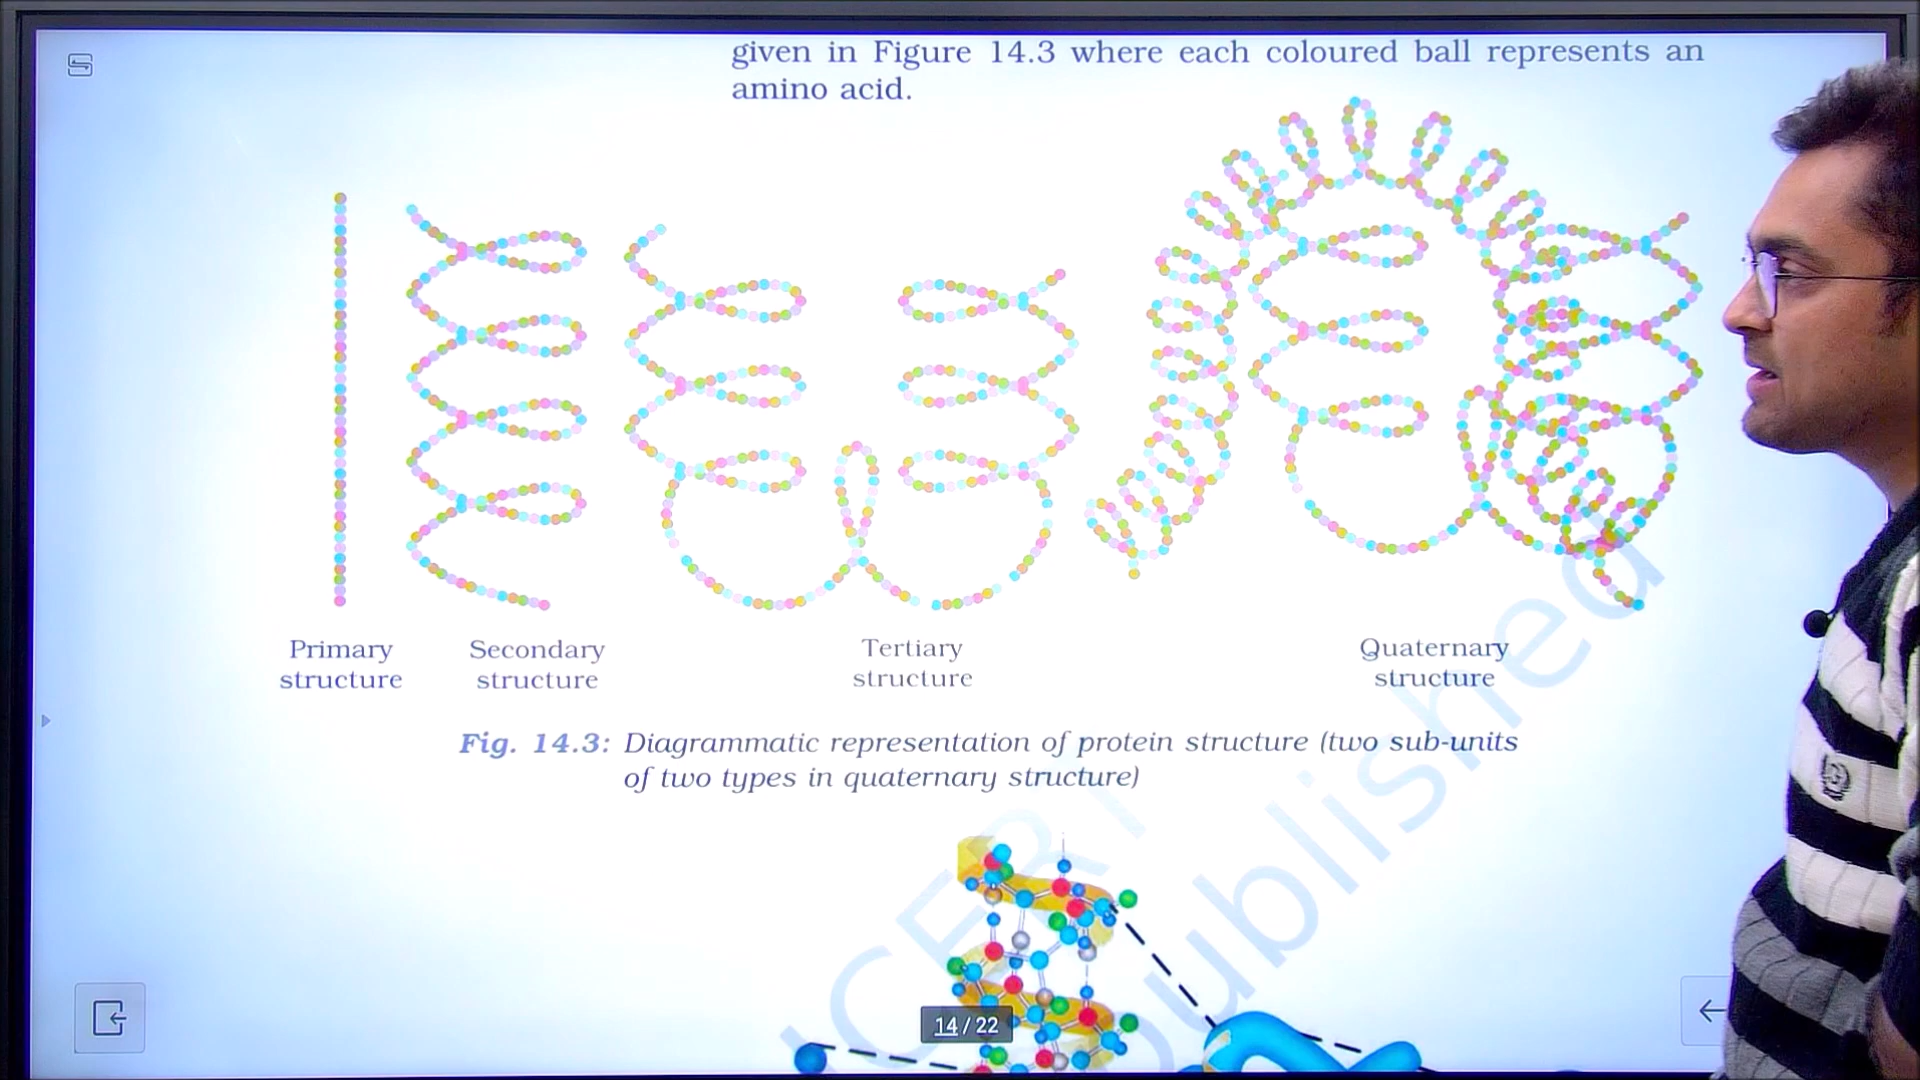 given in Figure 14.3 where each coloured ball represents an
amino acid.
Primary
structure
Secondary
structure
Tertiary
structure
Quaternary
structure
Fig. 14.3: Diagrammatic representation of protein structure (two sub-units
of two types in quaternary structure)
14 / 22